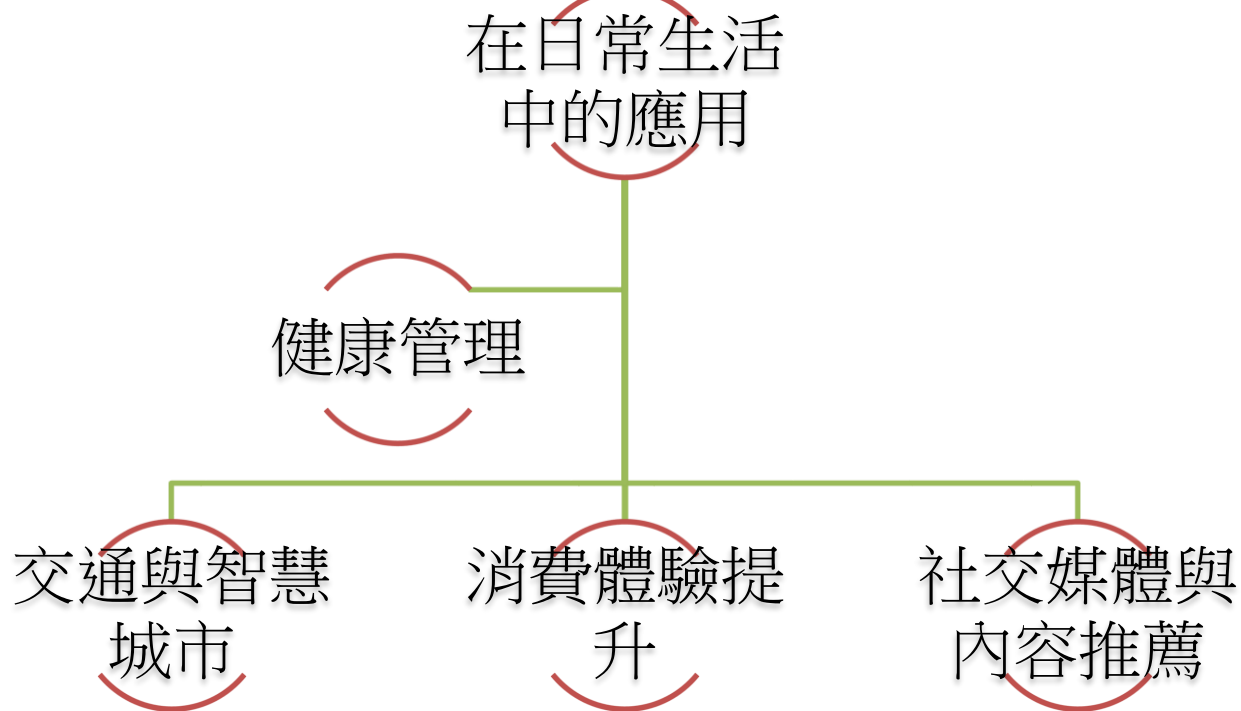 在日常生活
中的應用
健康管理
交通與智慧
城市
消費體驗提
升
社交媒體與
內容推薦